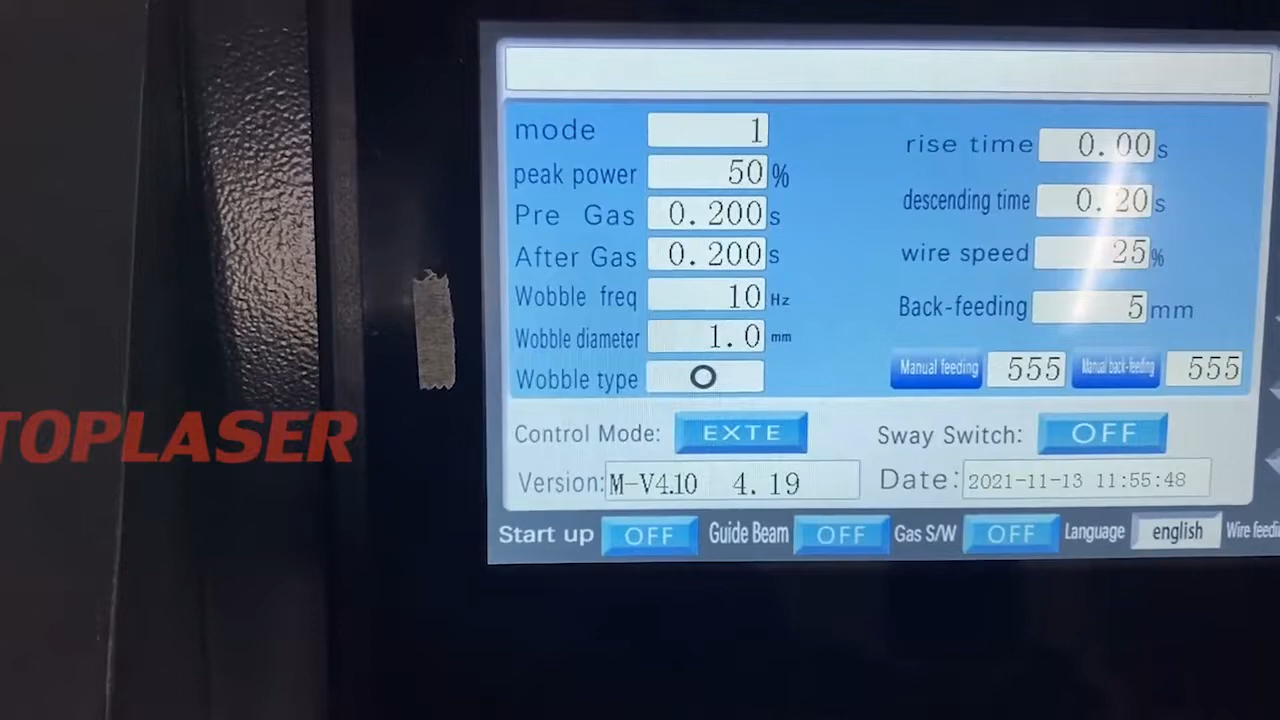 mode 1
peak power 50 %
Pre Gas 0.200 s
After Gas 0.200 s
Wobble freq 10 Hz
Wobble diameter 1.0 mm
Wobble type
rise time 0.00 s
descending time 0.20 s
wire speed 25 %
Back-feeding 5 mm
Manual feeding 555 Manual back-feeding 555
Control Mode: EXTE Sway Switch: OFF
Version: M-V4.10 4.19 Date: 2021-11-13 11:55:48
Start up OFF Guide Beam OFF Gas S/W OFF Language english Wire
TOPLASER